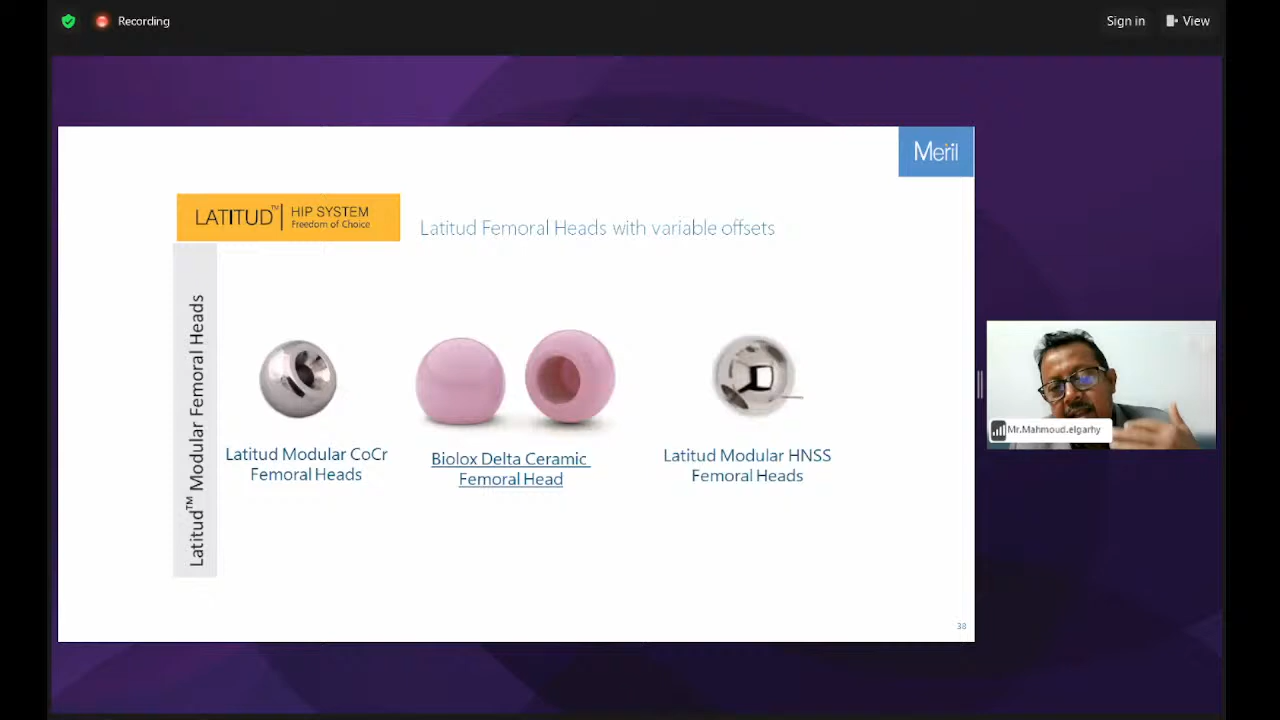 Recording
Sign in
View
Meril
LATITUD™ HIP SYSTEM
Freedom of Choice
Latitud Femoral Heads with variable offsets
Latitud™ Modular Femoral Heads
Latitud Modular CoCr
Femoral Heads
Biolox Delta Ceramic
Femoral Head
Latitud Modular HNSS
Femoral Heads
Mr.Mahmoud.elgarhy
38